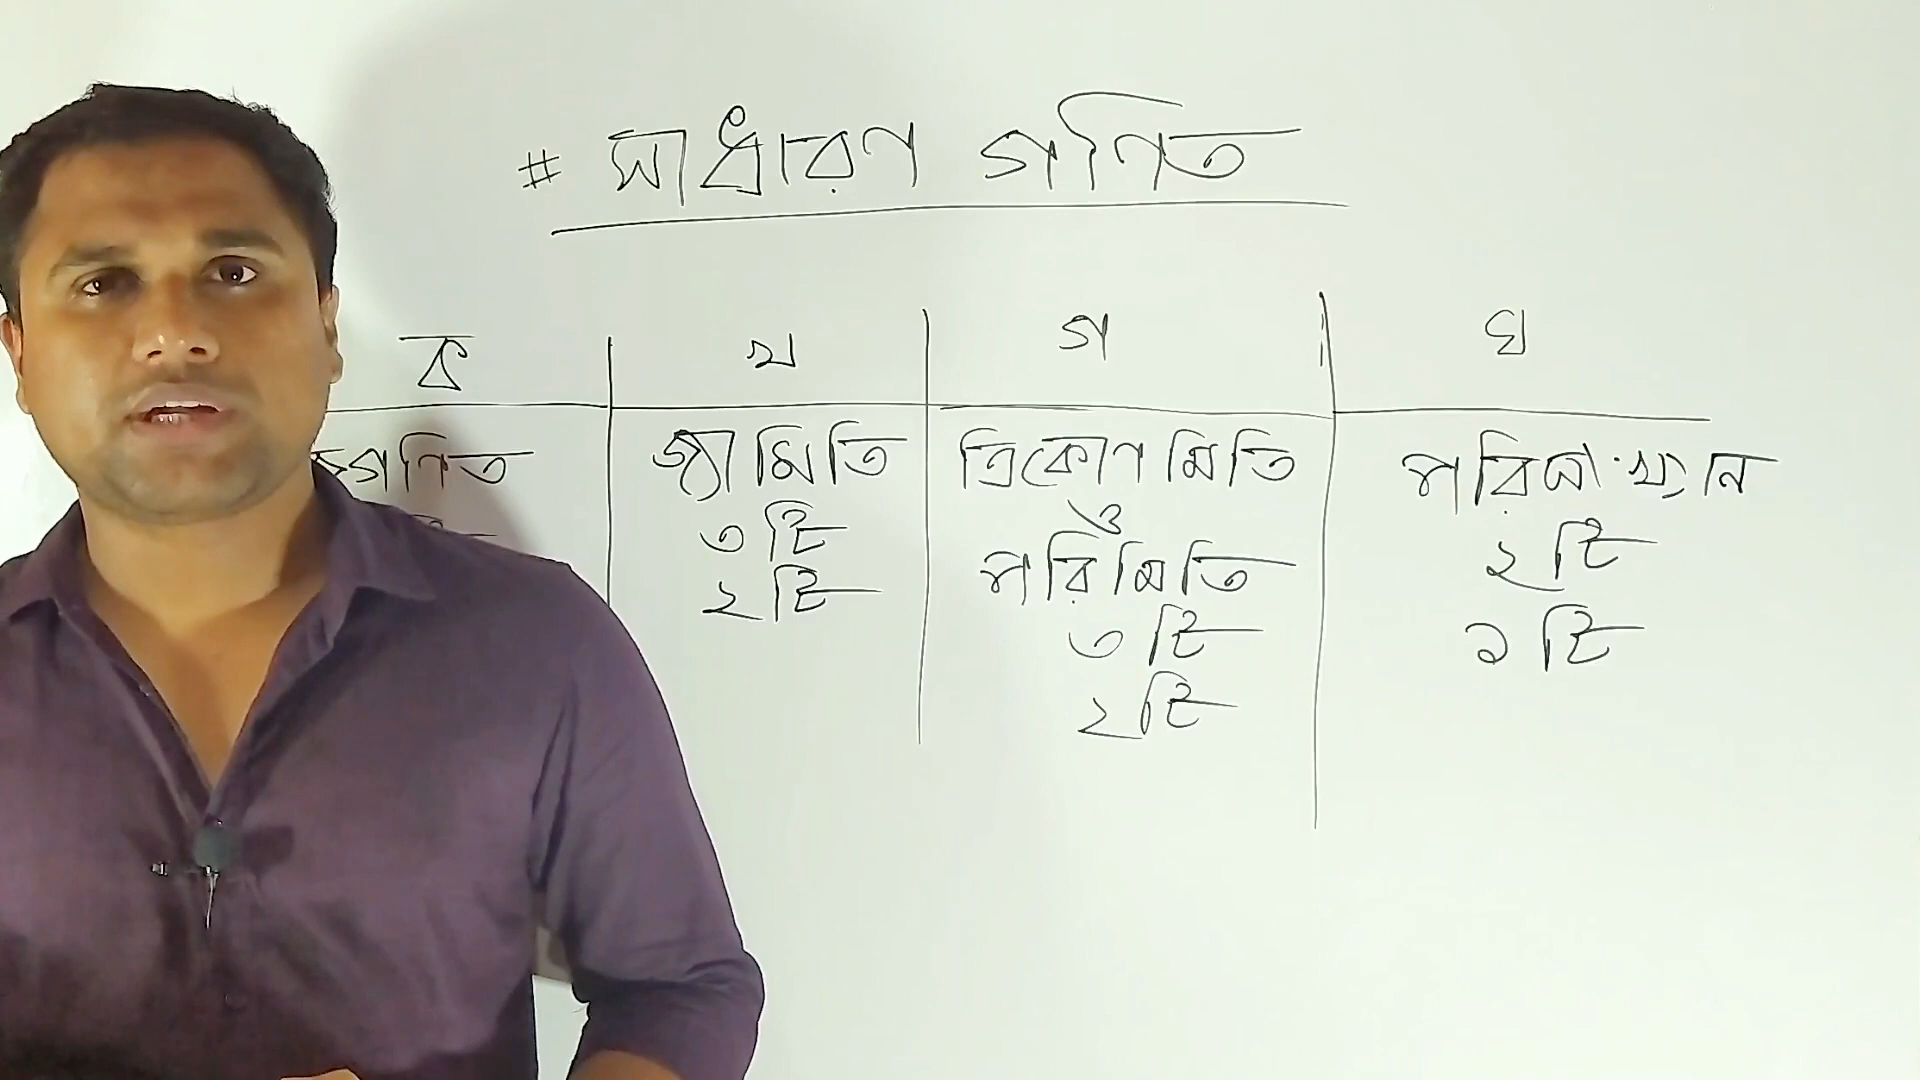 # সাধারণ গণিত
ক খ গ ঘ
গণিত জ্যামিতি ত্রিকোণমিতি পরিসংখ্যান
৩টি ও ২টি
২টি পরিমিতি ১টি
৩টি
২টি